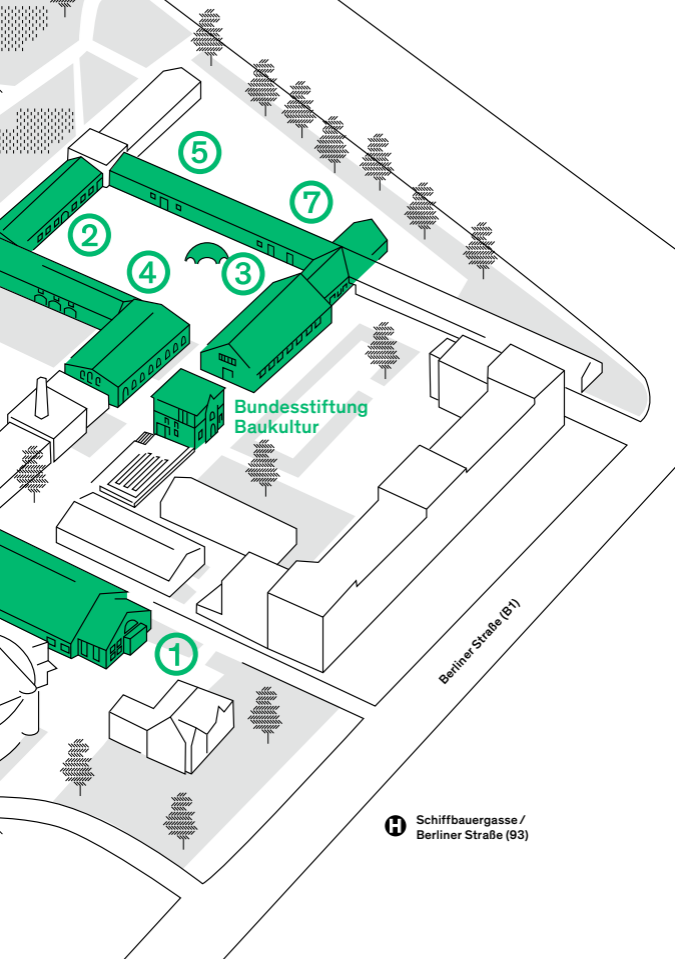 5
7
2
4
3
Bundesstiftung
Baukultur
1
Berliner Straße (B1)
H
Schiffbauergasse/
Berliner Straße (93)